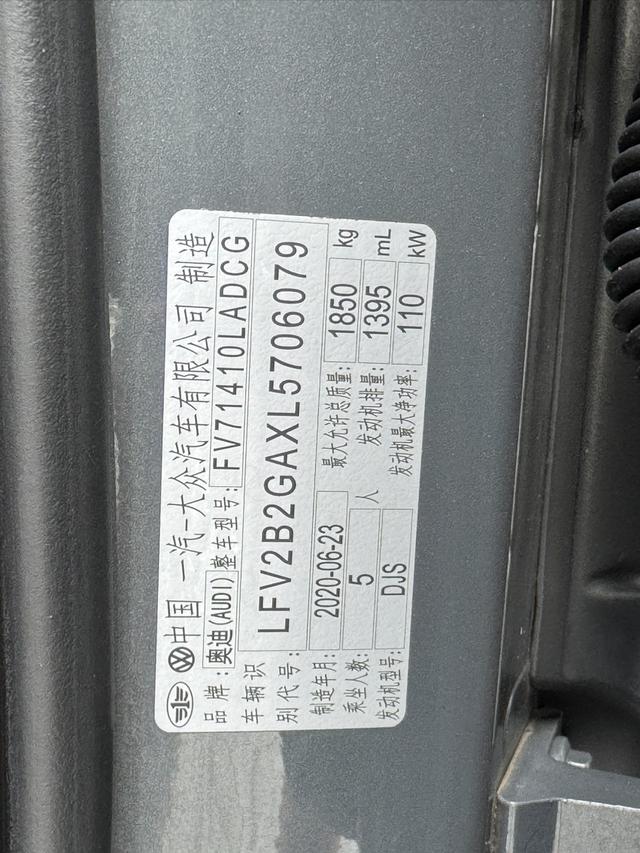 中国 一汽-大众汽车有限公司 制造
品牌:奥迪(AUDI) 整车型号: FV71410LADCG
车辆识别代号: LFV2B2GAXL5706079
制造年月: 2020-06-23 最大允许总质量: 1850 kg
乘坐人数: 5 人 发动机排量: 1395 mL
发动机型号: DJS 发动机最大净功率: 110 kW